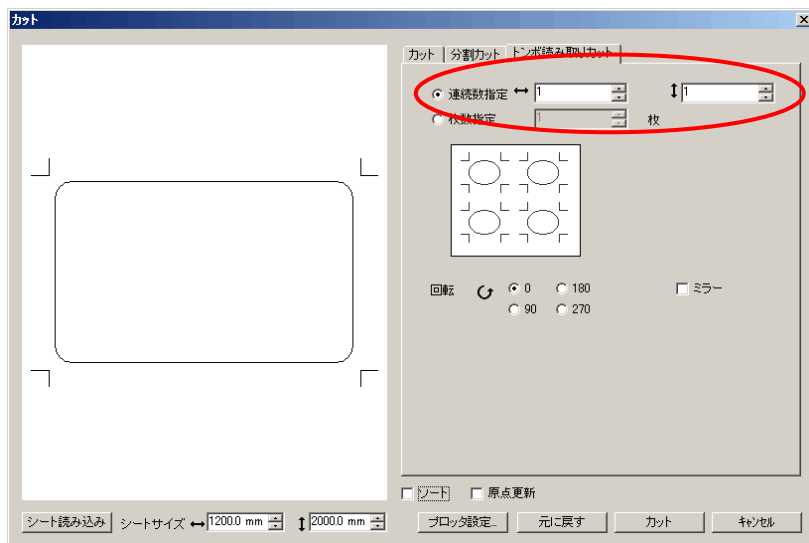 カット
カット 分割カット トンボ読み取りカット
連続数指定 1 1
枚数指定 1 枚
回転 0 180 ミラー
90 270
ソート 原点更新
シート読み込み シートサイズ 1200.0 mm 2000.0 mm プロッタ設定... 元に戻す カット キャンセル